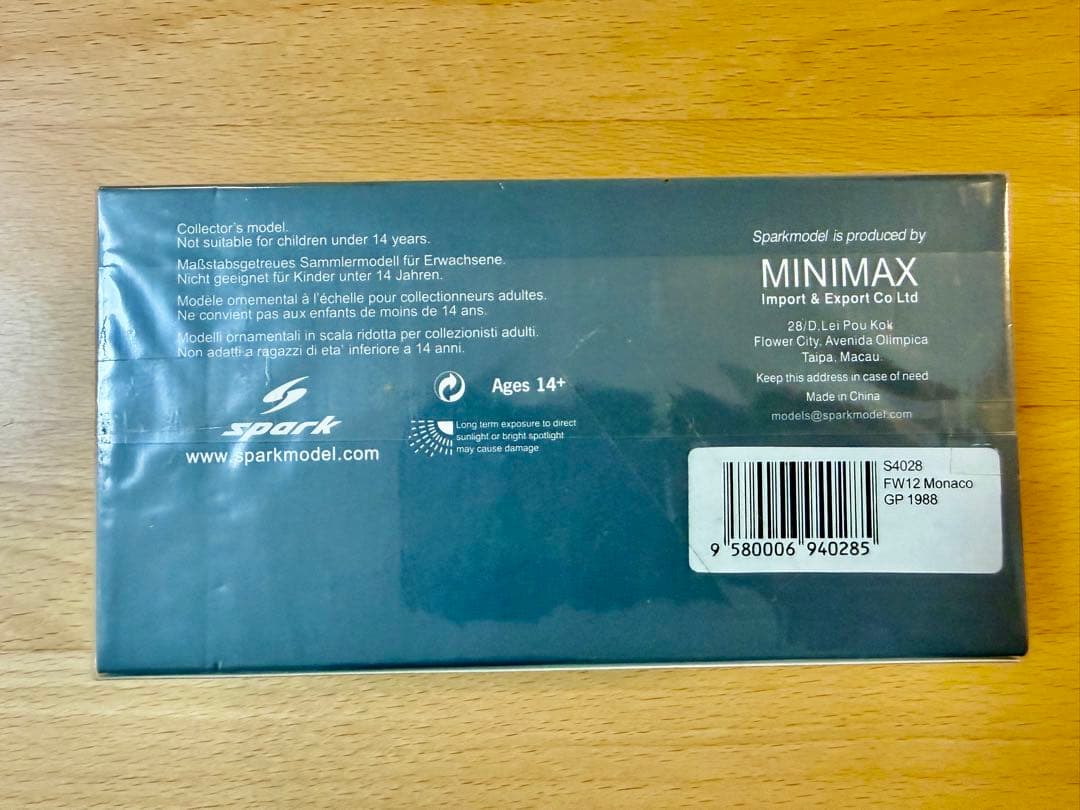 Collector's model.
Not suitable for children under 14 years.
Maßstabsgetreues Sammlermodell für Erwachsene.
Nicht geeignet für Kinder unter 14 Jahren.
Modèle ornemental à l'échelle pour collectionneurs adultes.
Ne convient pas aux enfants de moins de 14 ans.
Modelli ornamentali in scala ridotta per collezionisti adulti.
Non adatti a ragazzi di eta' inferiore a 14 anni.
Ages 14+
spark
www.sparkmodel.com
Long term exposure to direct
sunlight or bright spotlight
may cause damage
Sparkmodel is produced by
MINIMAX
Import & Export Co Ltd
28/D.Lei Pou Kok
Flower City, Avenida Olimpica
Taipa, Macau.
Keep this address in case of need
Made in China
models@sparkmodel.com
S4028
FW12 Monaco
GP 1988
9 580006 940285